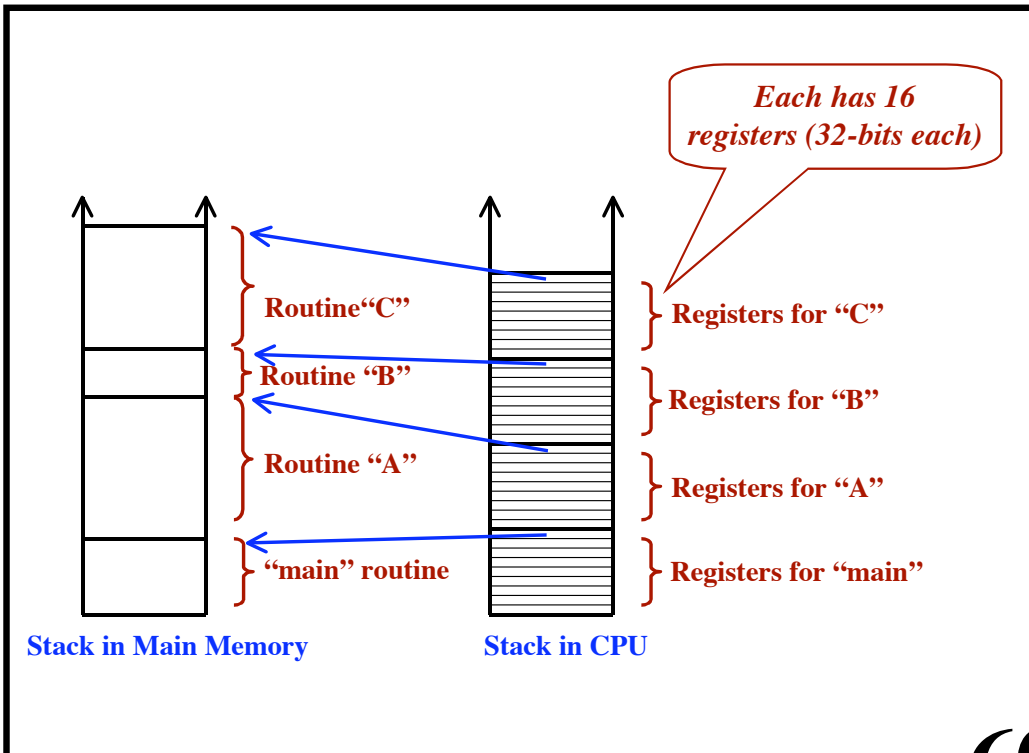 Each has 16
registers (32-bits each)
Routine“C”
Registers for “C”
Routine “B”
Registers for “B”
Routine “A”
Registers for “A”
“main” routine
Registers for “main”
Stack in Main Memory
Stack in CPU